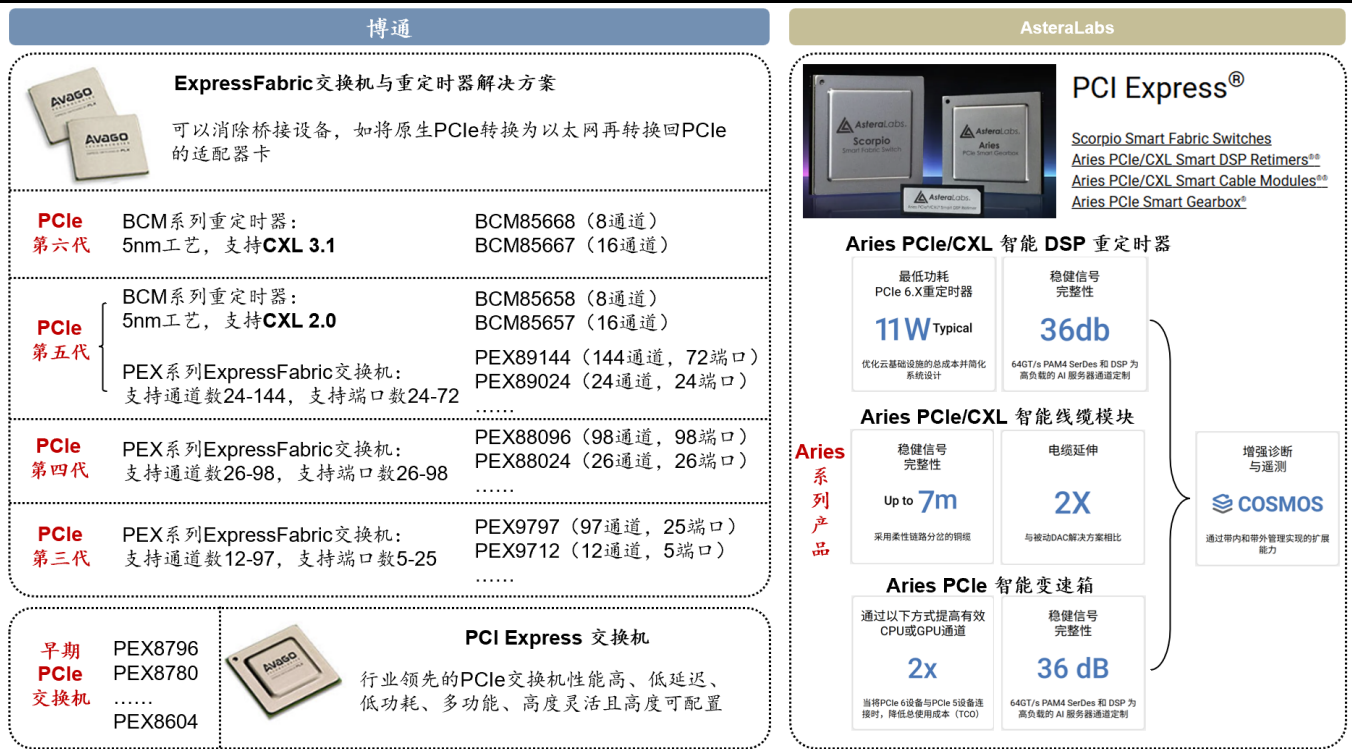 博通
AVAGO
TECHNOLOGIES
AVAGO
TECHNOLOGIES
ExpressFabric交换机与重定时器解决方案
可以消除桥接设备，如将原生PCIe转换为以太网再转换回PCIe
的适配器卡
PCIe
第六代
BCM系列重定时器：
5nm工艺，支持CXL 3.1
BCM85668（8通道）
BCM85667（16通道）
PCIe
第五代
BCM系列重定时器：
5nm工艺，支持CXL 2.0
BCM85658（8通道）
BCM85657（16通道）
PEX系列ExpressFabric交换机：
支持通道数24-144，支持端口数24-72
PEX89144（144通道，72端口）
PEX89024（24通道，24端口）
……
PCIe
第四代
PEX系列ExpressFabric交换机：
支持通道数26-98，支持端口数26-98
PEX88096（98通道，98端口）
PEX88024（26通道，26端口）
……
PCIe
第三代
PEX系列ExpressFabric交换机：
支持通道数12-97，支持端口数5-25
PEX9797（97通道，25端口）
PEX9712（12通道，5端口）
……
早期
PCIe
交换机
PEX8796
PEX8780
……
PEX8604
AVAGO
PCI Express 交换机
行业领先的PCIe交换机性能高、低延迟、
低功耗、多功能、高度灵活且高度可配置
AsteraLabs
AsteraLabs.
Scorpio
Smart Fabric Switch
AsteraLabs.
Aries
PCIe Smart Gearbox
AsteraLabs.
Aries PCIe/CXL Smart DSP Retimer
PCI Express®
Scorpio Smart Fabric Switches
Aries PCIe/CXL Smart DSP Retimers®®
Aries PCIe/CXL Smart Cable Modules®®
Aries PCIe Smart Gearbox®
Aries
系
列
产
品
Aries PCIe/CXL 智能 DSP 重定时器
最低功耗
PCIe 6.X重定时器
11W Typical
优化云基础设施的总成本并简化
系统设计
稳健信号
完整性
36db
64GT/s PAM4 SerDes 和 DSP 为
高负载的 AI 服务器通道定制
Aries PCIe/CXL 智能线缆模块
稳健信号
完整性
Up to 7m
采用柔性链路分岔的铜缆
电缆延伸
2X
与被动DAC解决方案相比
Aries PCIe 智能变速箱
通过以下方式提高有效
CPU或GPU通道
2x
当将PCIe 6设备与PCIe 5设备连
接时，降低总使用成本（TCO）
稳健信号
完整性
36 dB
64GT/s PAM4 SerDes 和 DSP 为
高负载的 AI 服务器通道定制
增强诊断
与遥测
COSMOS
通过带内和带外管理实现的扩展
能力